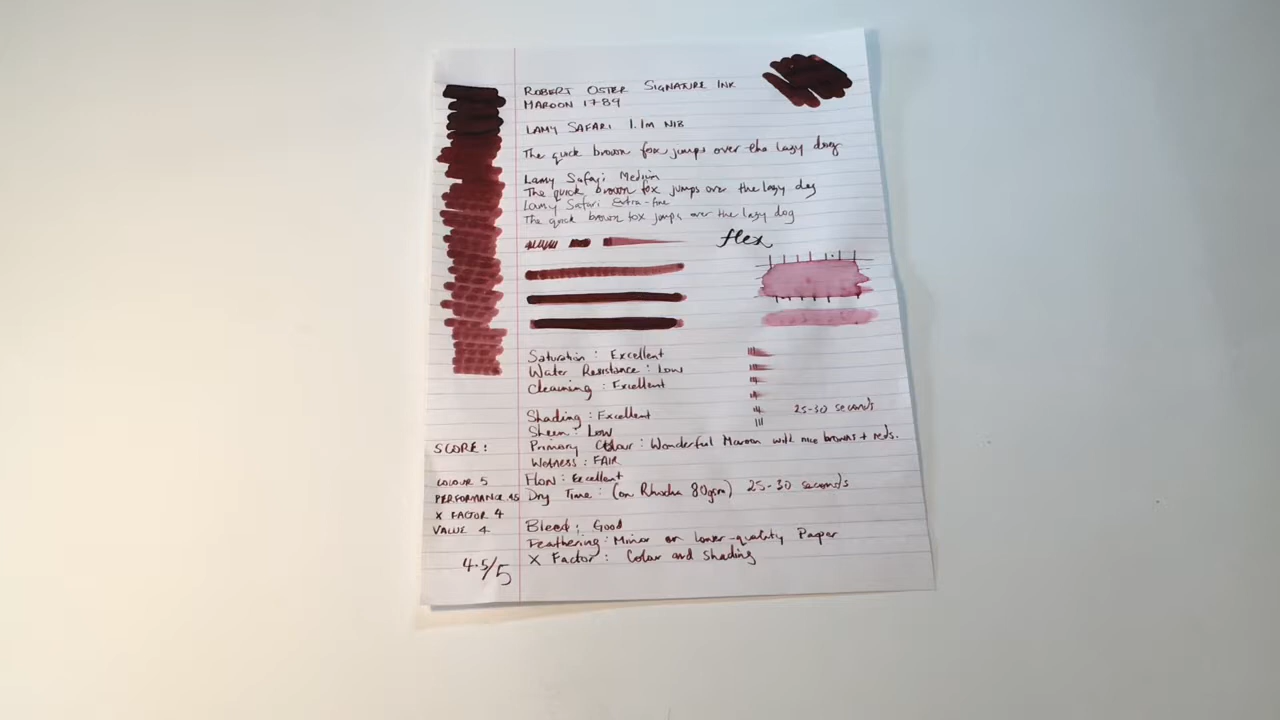 ROBERT OSTER SIGNATURE INK
MAROON 1789
LAMY SAFARI 1.1m NIB
The quick brown fox jumps over the lazy dog
Lamy Safari Medium
The quick brown fox jumps over the lazy dog
Lamy Safari Extra-fine
The quick brown fox jumps over the lazy dog
flex
Saturation : Excellent
Water Resistance : Low
Cleaning : Excellent
25-30 seconds
Shading : Excellent
Sheen : Low
Primary Colour : Wonderful Maroon with nice browns + reds.
Wetness : FAIR
Flow : Excellent
Dry Time : (on Rhodia 80gsm) 25-30 seconds
Bleed : Good
Feathering : Minor on lower-quality Paper
X Factor : Colour and Shading
SCORE :
COLOUR 5
PERFORMANCE 4.5
X FACTOR 4
VALUE 4
4.5/5